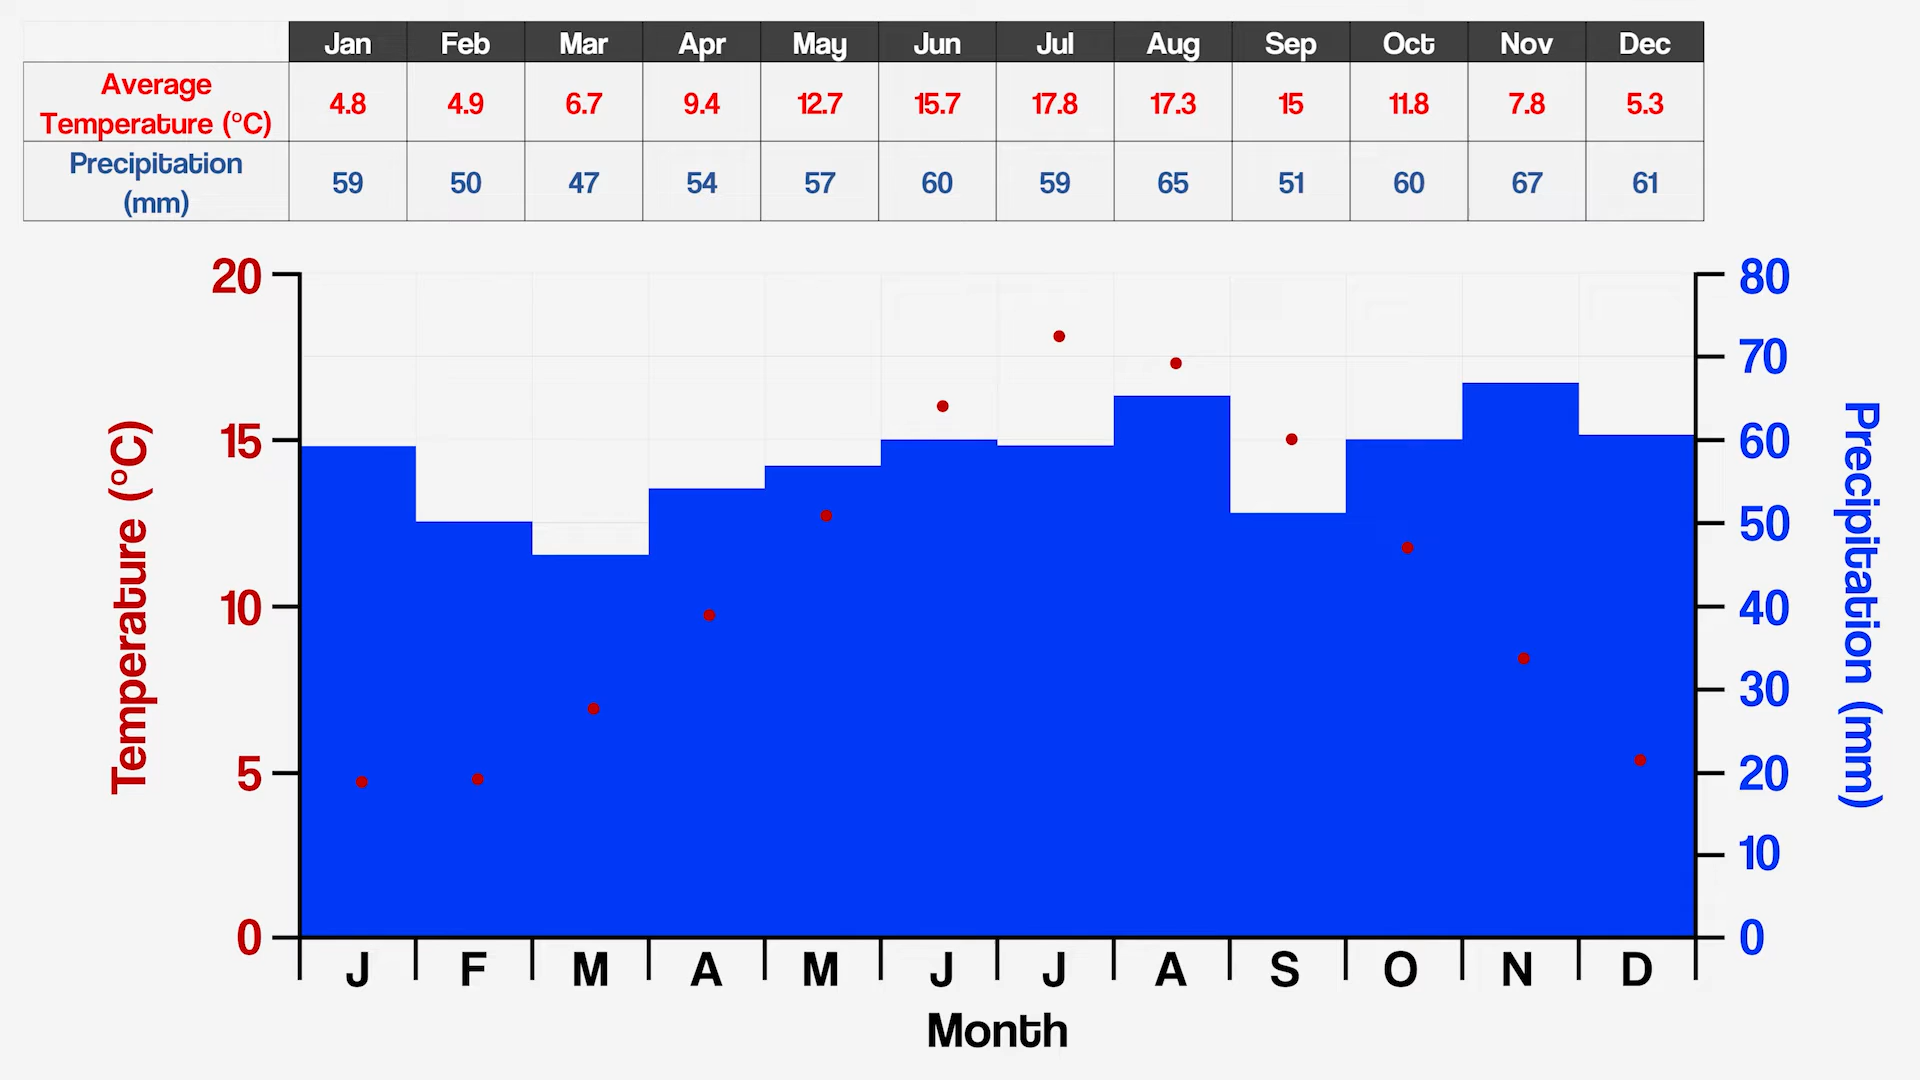 Jan Feb Mar Apr May Jun Jul Aug Sep Oct Nov Dec
Average
Temperature (°C) 4.8 4.9 6.7 9.4 12.7 15.7 17.8 17.3 15 11.8 7.8 5.3
Precipitation
(mm) 59 50 47 54 57 60 59 65 51 60 67 61
20 80
70
15 60
50
10 40
30
5 20
10
0 0
Temperature (°C)
Precipitation (mm)
J F M A M J J A S O N D
Month